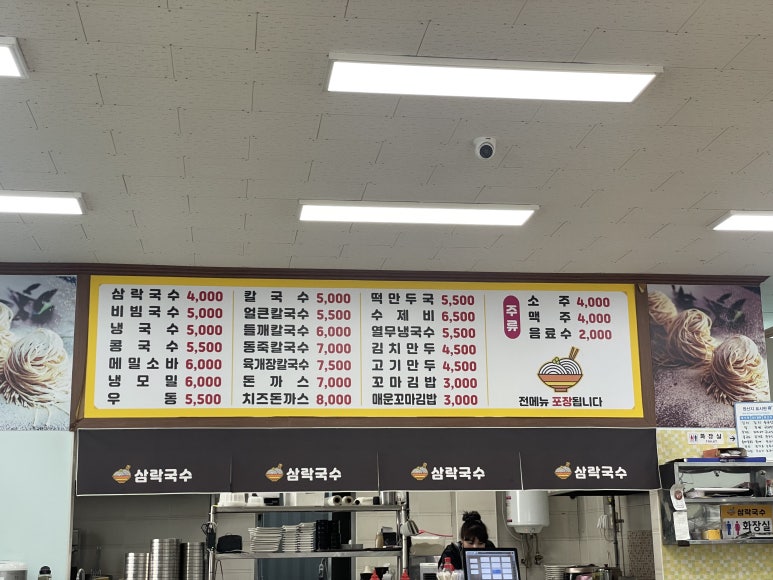 삼락국수 4,000
비빔국수 5,000
냉국수 5,000
콩국수 5,500
메밀소바 6,000
냉모밀 6,000
우동 5,500
칼국수 5,000
얼큰칼국수 5,500
들깨칼국수 6,000
동죽칼국수 7,000
육개장칼국수 7,500
돈까스 7,000
치즈돈까스 8,000
떡만두국 5,500
수제비 6,500
열무냉국수 5,500
김치만두 4,500
고기만두 4,500
꼬마김밥 3,000
매운꼬마김밥 3,000
주류
소주 4,000
맥주 4,000
음료수 2,000
전메뉴 포장됩니다
삼락국수
삼락국수
삼락국수
삼락국수
화장실
삼락국수
화장실